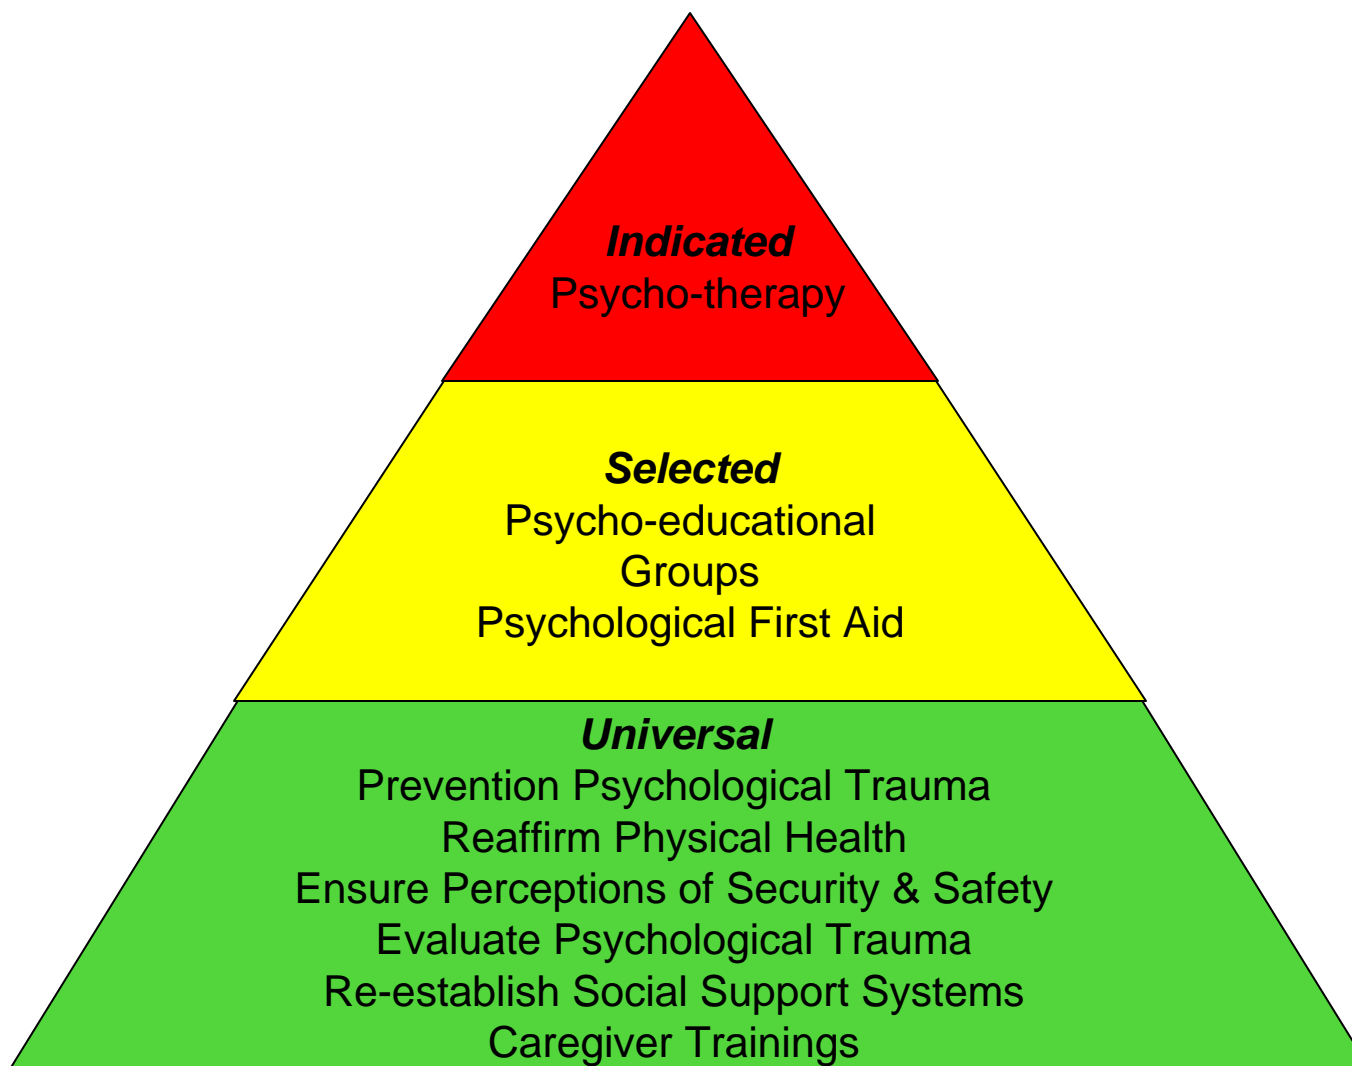 Indicated
Psycho-therapy
Selected
Psycho-educational
Groups
Psychological First Aid
Universal
Prevention Psychological Trauma
Reaffirm Physical Health
Ensure Perceptions of Security & Safety
Evaluate Psychological Trauma
Re-establish Social Support Systems
Caregiver Trainings